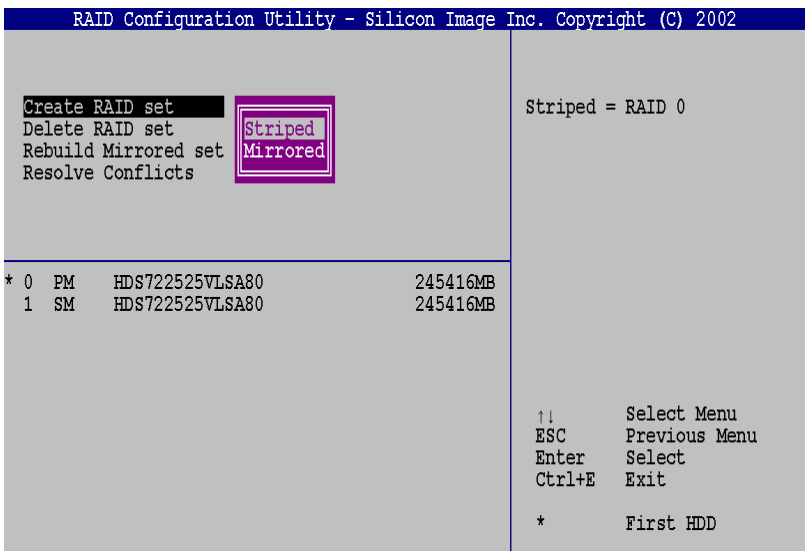 RAID Configuration Utility - Silicon Image Inc. Copyright (C) 2002
Create RAID set
Delete RAID set
Rebuild Mirrored set
Resolve Conflicts
Striped
Mirrored
Striped = RAID 0
* 0 PM HDS722525VLSA80 245416MB
1 SM HDS722525VLSA80 245416MB
↑↓ Select Menu
ESC Previous Menu
Enter Select
Ctrl+E Exit
* First HDD